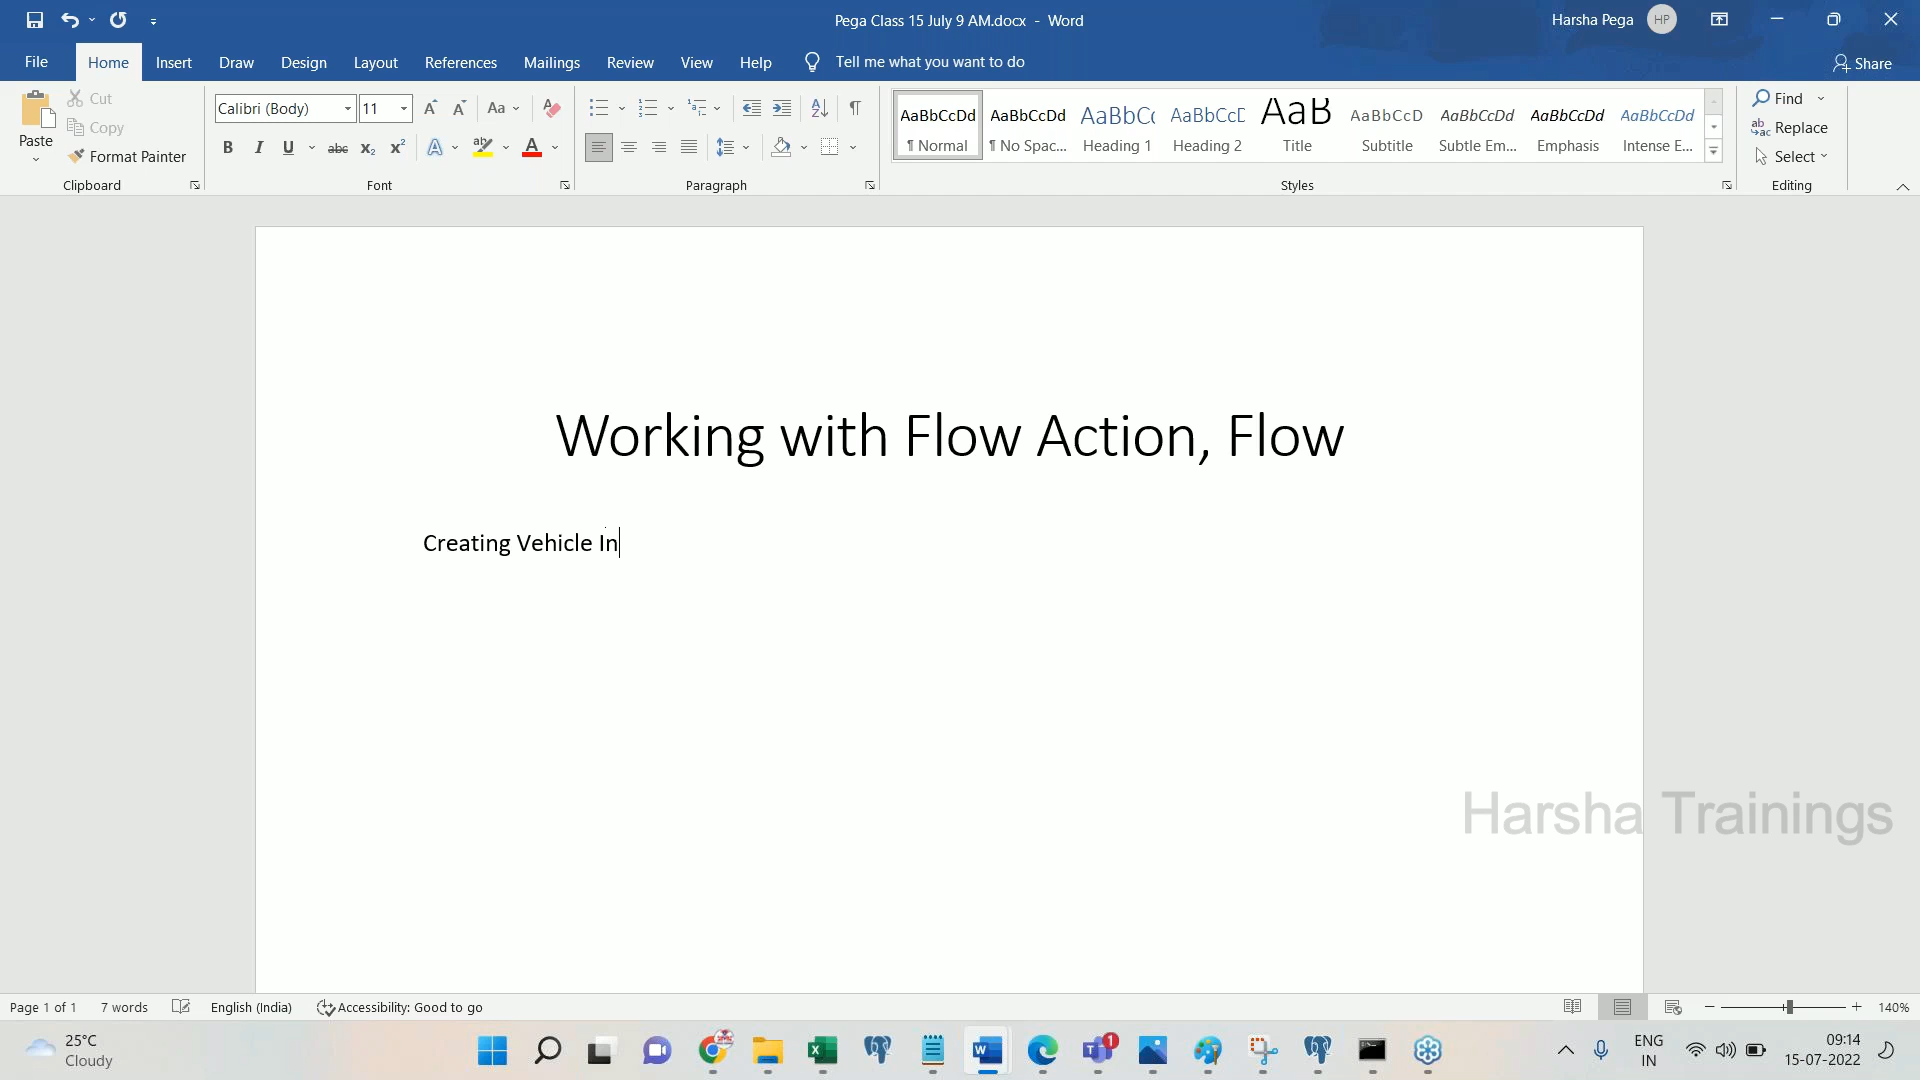 Pega Class 15 July 9 AM.docx - Word
Harsha Pega
HP
File
Home
Insert
Draw
Design
Layout
References
Mailings
Review
View
Help
Tell me what you want to do
Share
Paste
Cut
Copy
Format Painter
Clipboard
Calibri (Body)
11
Font
Paragraph
AaBbCcDd
¶ Normal
AaBbCcDd
¶ No Spac...
AaBbCc
Heading 1
AaBbCcE
Heading 2
AaB
Title
AaBbCcD
Subtitle
AaBbCcDd
Subtle Em...
AaBbCcDd
Emphasis
AaBbCcDd
Intense E...
Styles
Find
Replace
Select
Editing
Working with Flow Action, Flow
Creating Vehicle In
Harsha Trainings
Page 1 of 1
7 words
English (India)
Accessibility: Good to go
140%
25°C
Cloudy
1
ENG
IN
09:14
15-07-2022